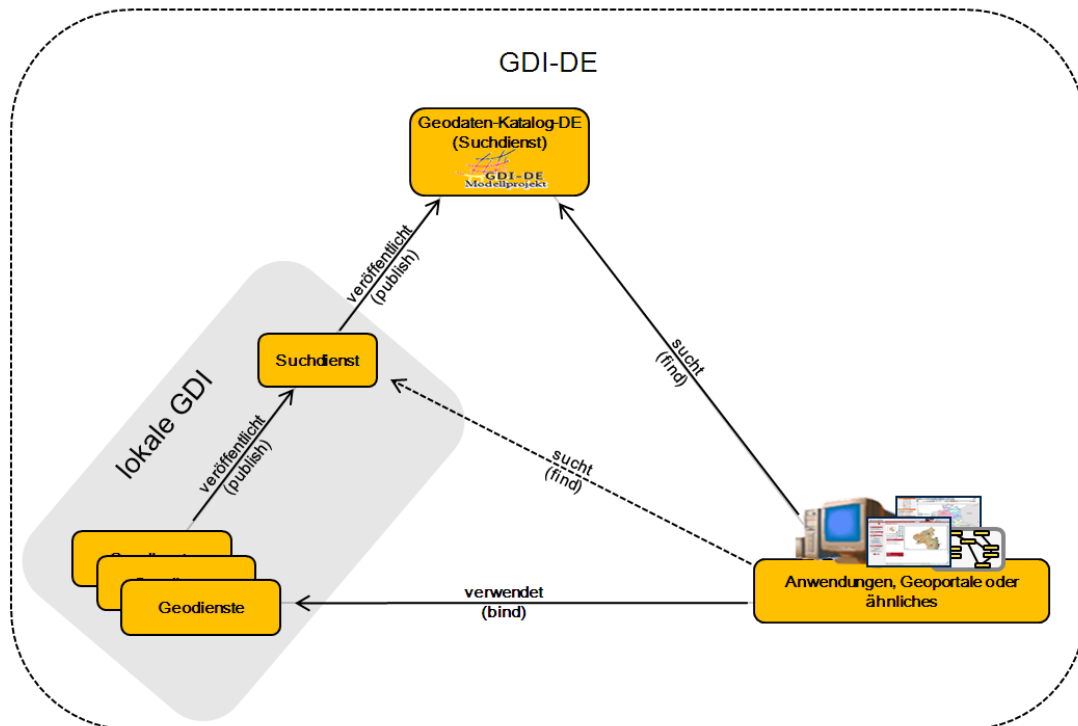 GDI-DE
Geodaten-Katalog-DE
(Suchdienst)
GDI-DE
Modellprojekt
veröffentlicht
(publish)
sucht
(find)
Suchdienst
lokale GDI
veröffentlicht
(publish)
sucht
(find)
Geodienste
verwendet
(bind)
Anwendungen, Geoportale oder
ähnliches